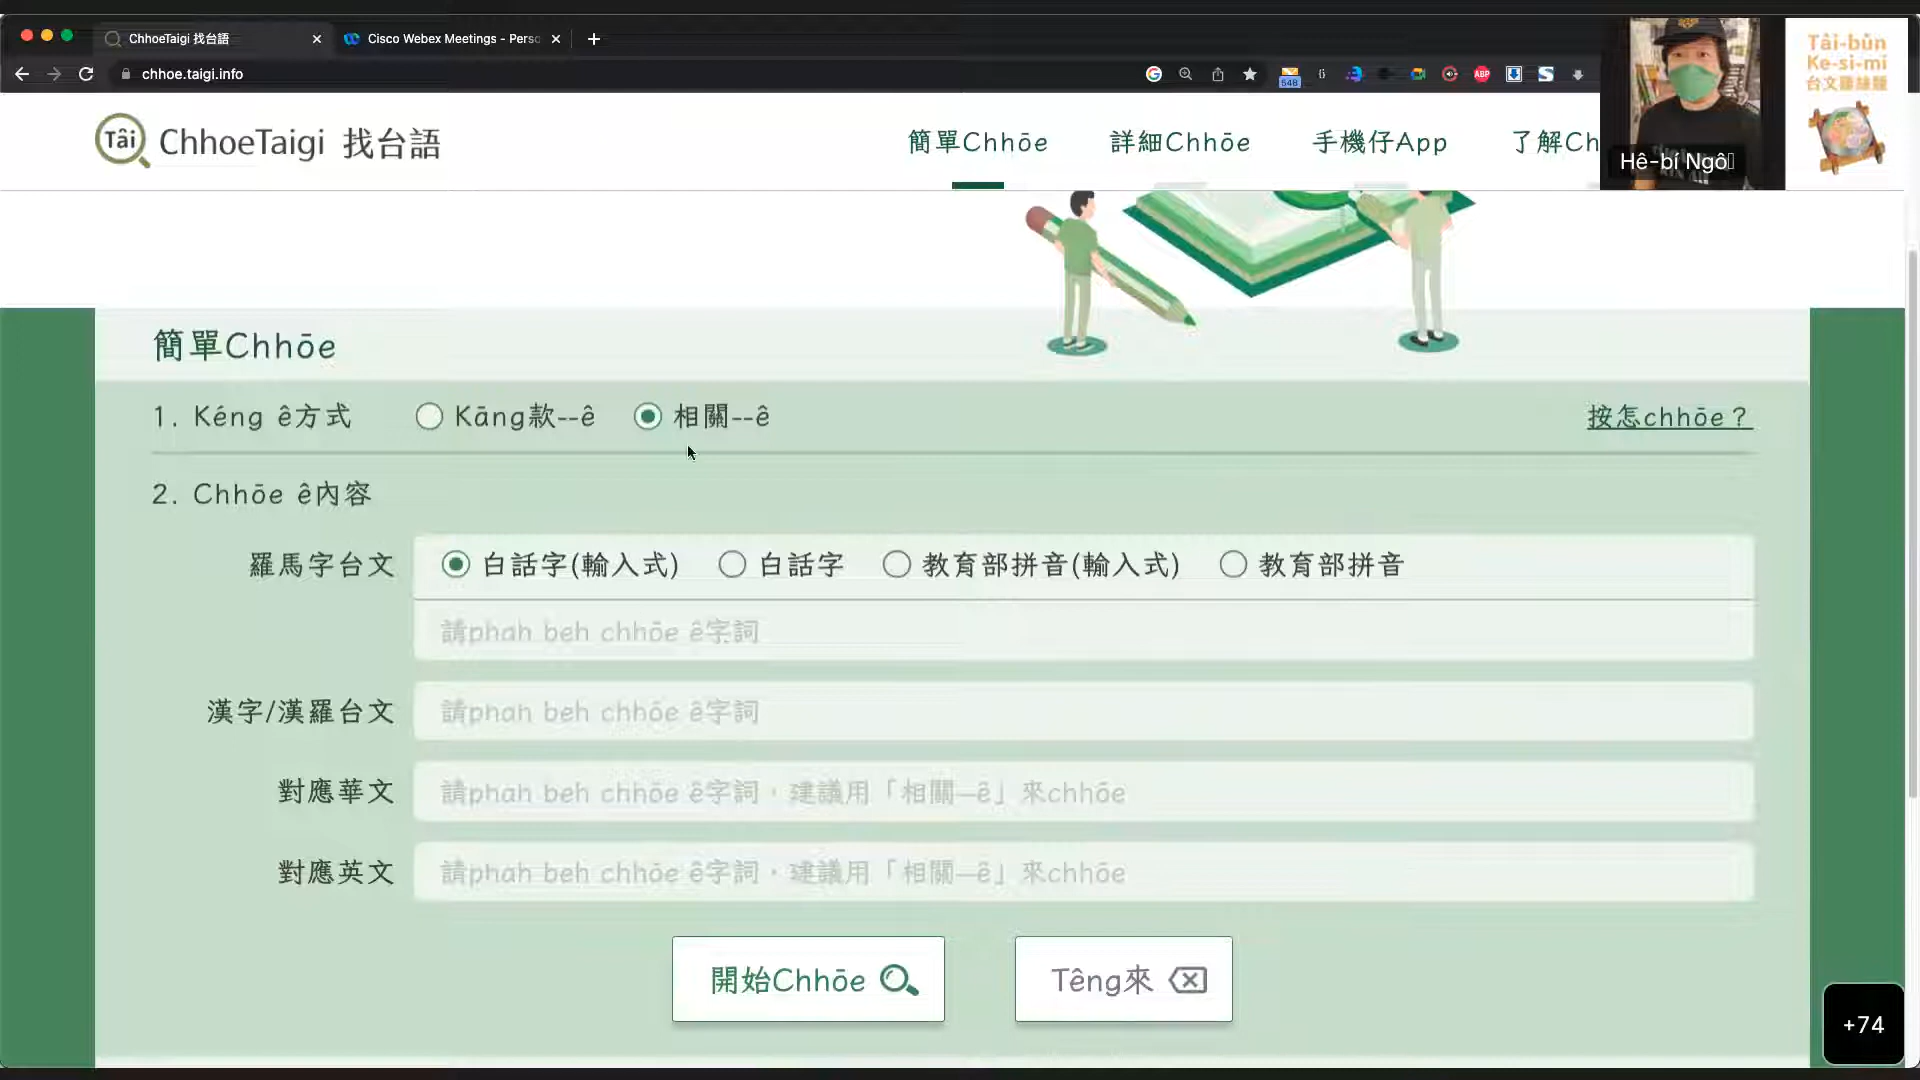 ChhoeTaigi 找台語
Cisco Webex Meetings - Perso
chhoe.taigi.info
548
ABP
Tâi-bûn
Ke-si-mi
台文雞絲麵
Tâi
ChhoeTaigi 找台語
簡單Chhōe
詳細Chhōe
手機仔App
了解Ch
Hê-bí Ngô͘
簡單Chhōe
1. Kéng ê方式
Kāng款--ê
相關--ê
按怎chhōe？
2. Chhōe ê內容
羅馬字台文
白話字(輸入式)
白話字
教育部拼音(輸入式)
教育部拼音
請phah beh chhōe ê字詞
漢字/漢羅台文
請phah beh chhōe ê字詞
對應華文
請phah beh chhōe ê字詞，建議用「相關--ê」來chhōe
對應英文
請phah beh chhōe ê字詞，建議用「相關--ê」來chhōe
開始Chhōe
Têng來
+74